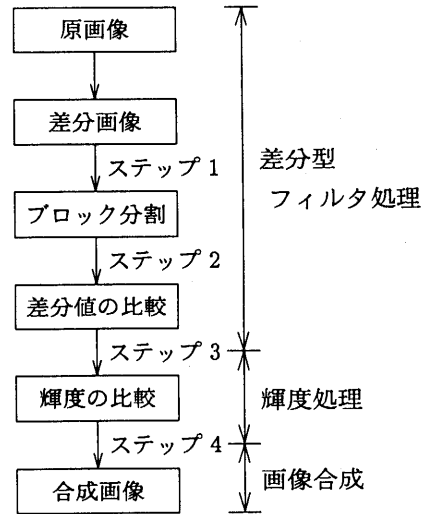 原画像
差分画像
ステップ1
差分型
フィルタ処理
ブロック分割
ステップ2
差分値の比較
ステップ3
輝度の比較
輝度処理
ステップ4
合成画像
画像合成